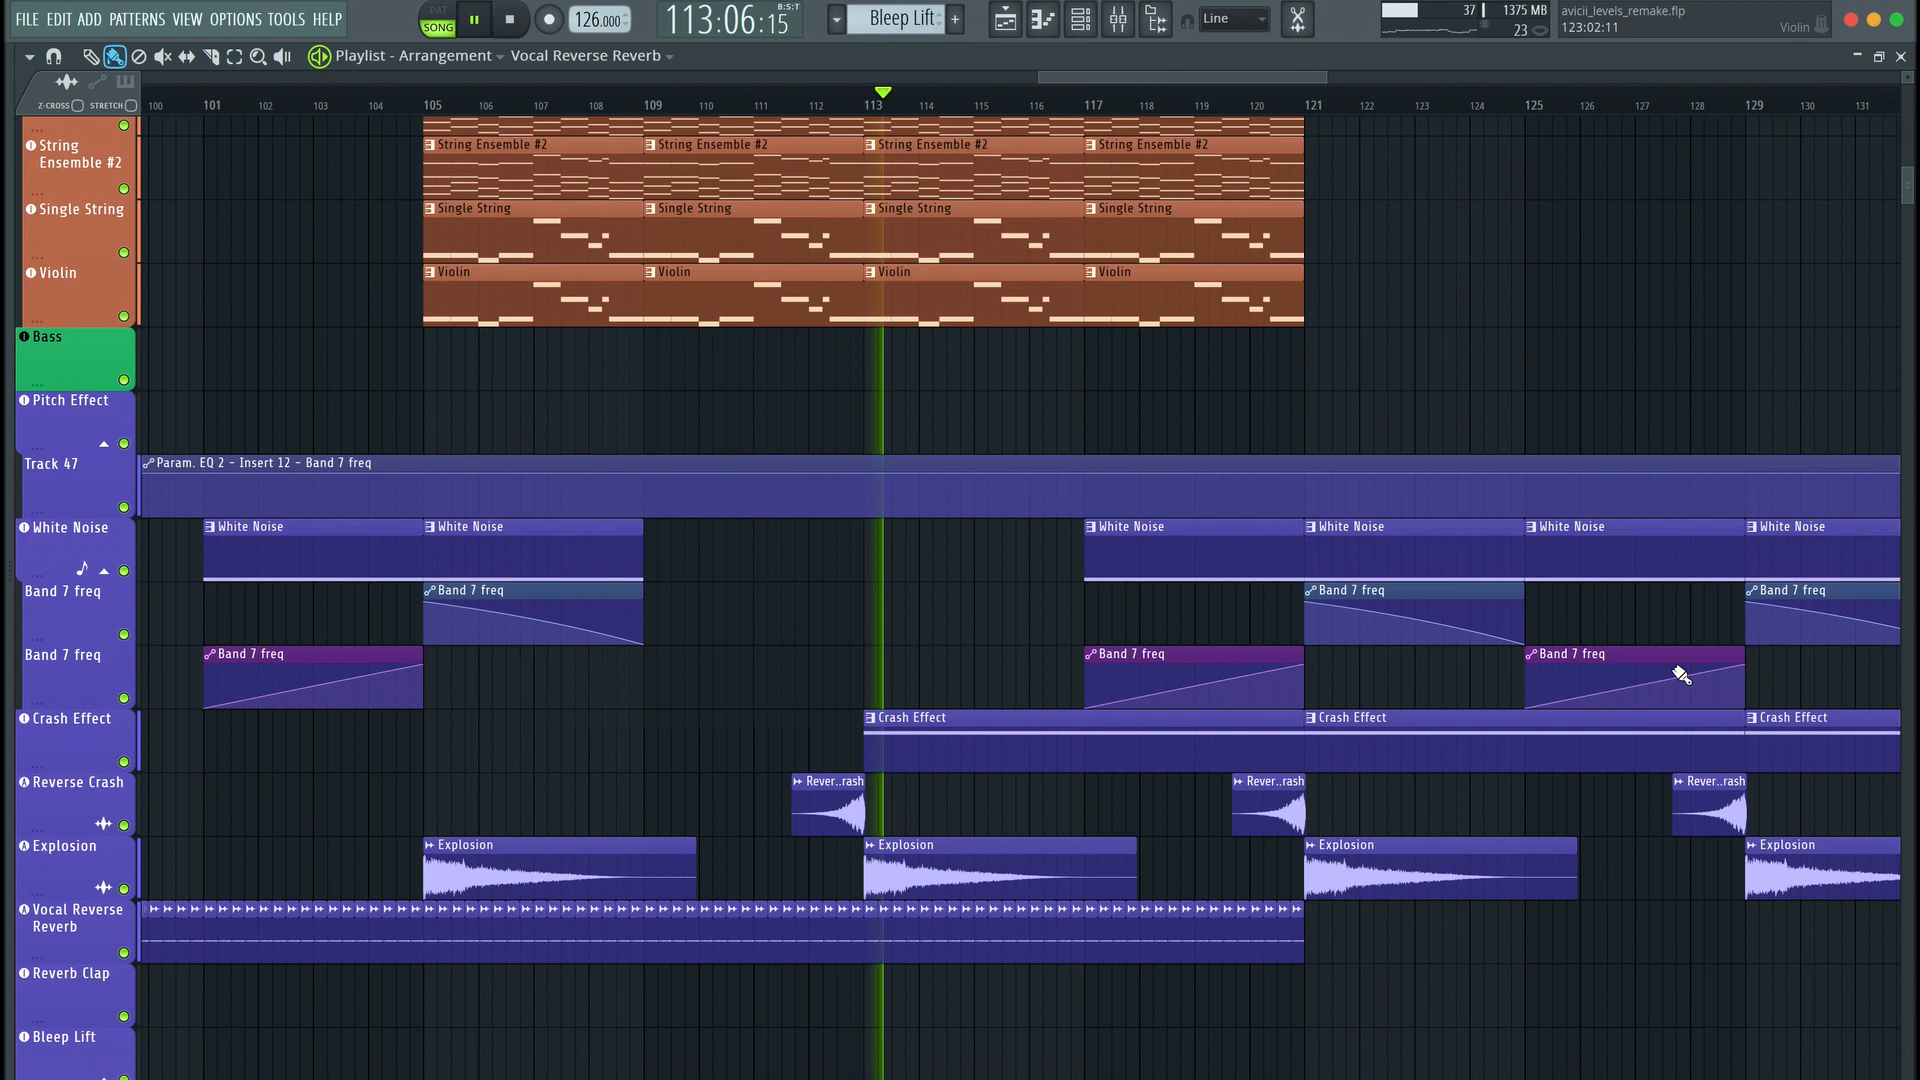 FILE EDIT ADD PATTERNS VIEW OPTIONS TOOLS HELP
PAT
SONG
126.000
113:06:15
B:S:T
Bleep Lift
Line
37
1375 MB
23
avicii_levels_remake.flp
123:02:11
Violin
Playlist - Arrangement
Vocal Reverse Reverb
Z-CROSS
STRETCH
100 101 102 103 104 105 106 107 108 109 110 111 112 113 114 115 116 117 118 119 120 121 122 123 124 125 126 127 128 129 130 131
String
Ensemble #2
String Ensemble #2
String Ensemble #2
String Ensemble #2
String Ensemble #2
Single String
Single String
Single String
Single String
Single String
Violin
Violin
Violin
Violin
Violin
Bass
Pitch Effect
Track 47
Param. EQ 2 - Insert 12 - Band 7 freq
White Noise
White Noise
White Noise
White Noise
White Noise
White Noise
White Noise
Band 7 freq
Band 7 freq
Band 7 freq
Band 7 freq
Band 7 freq
Band 7 freq
Band 7 freq
Band 7 freq
Crash Effect
Crash Effect
Crash Effect
Crash Effect
Reverse Crash
Rever..rash
Rever..rash
Rever..rash
Explosion
Explosion
Explosion
Explosion
Explosion
Vocal Reverse
Reverb
Reverb Clap
Bleep Lift